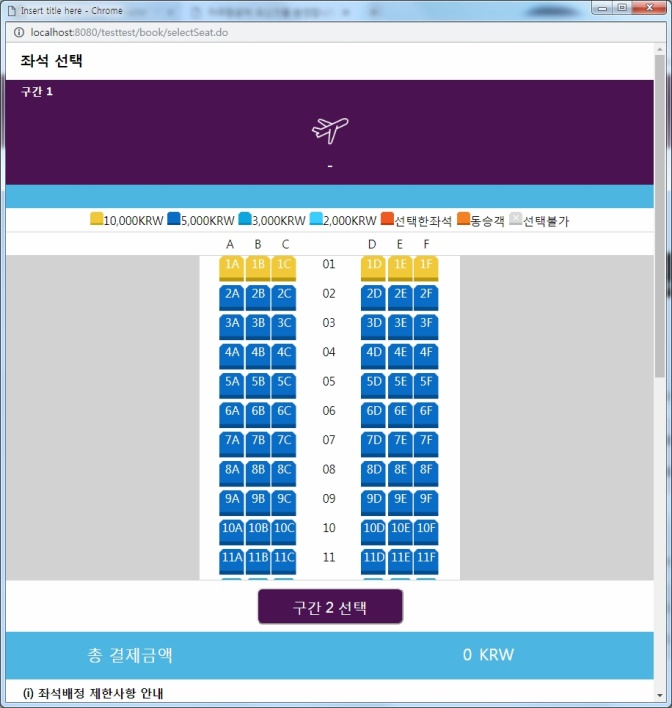 Insert title here - Chrome
localhost:8080/testtest/book/selectSeat.do
좌석 선택
구간 1
-
10,000KRW 5,000KRW 3,000KRW 2,000KRW 선택한좌석 동승객 선택불가
A B C D E F
1A 1B 1C 01 1D 1E 1F
2A 2B 2C 02 2D 2E 2F
3A 3B 3C 03 3D 3E 3F
4A 4B 4C 04 4D 4E 4F
5A 5B 5C 05 5D 5E 5F
6A 6B 6C 06 6D 6E 6F
7A 7B 7C 07 7D 7E 7F
8A 8B 8C 08 8D 8E 8F
9A 9B 9C 09 9D 9E 9F
10A 10B 10C 10 10D 10E 10F
11A 11B 11C 11 11D 11E 11F
구간 2 선택
총 결제금액 0 KRW
(i) 좌석배정 제한사항 안내